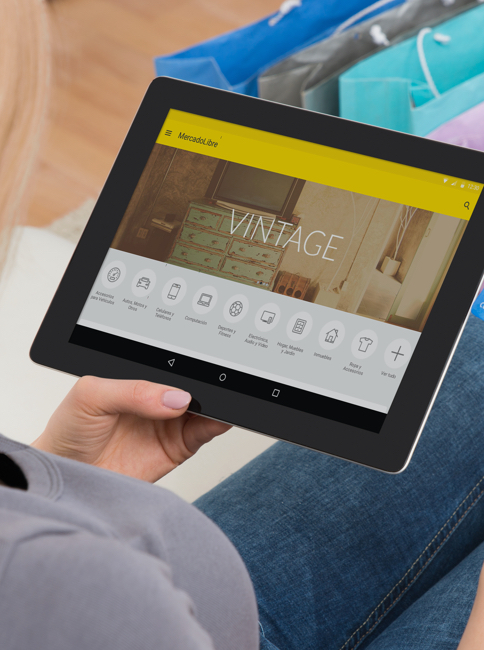 MercadoLibre
VINTAGE
Accesorios
para Vehículos
Autos, Motos y
Otros
Celulares y
Teléfonos
Computación
Deportes y
Fitness
Electrónica,
Audio y Video
Hogar, Muebles
y Jardín
Inmuebles
Ropa y
Accesorios
Ver todo